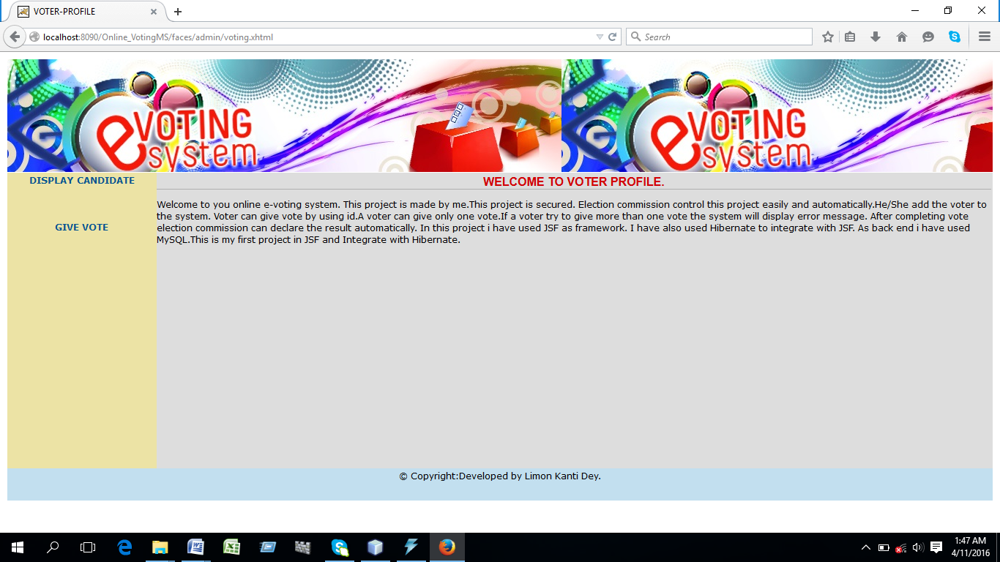 VOTER-PROFILE
localhost:8090/Online_VotingMS/faces/admin/voting.xhtml
Search
eVOTING
system
eVOTING
system
DISPLAY CANDIDATE
GIVE VOTE
WELCOME TO VOTER PROFILE.
Welcome to you online e-voting system. This project is made by me.This project is secured. Election commission control this project easily and automatically.He/She add the voter to
the system. Voter can give vote by using id.A voter can give only one vote.If a voter try to give more than one vote the system will display error message. After completing vote
election commission can declare the result automatically. In this project i have used JSF as framework. I have also used Hibernate to integrate with JSF. As back end i have used
MySQL.This is my first project in JSF and Integrate with Hibernate.
© Copyright:Developed by Limon Kanti Dey.
1:47 AM
4/11/2016